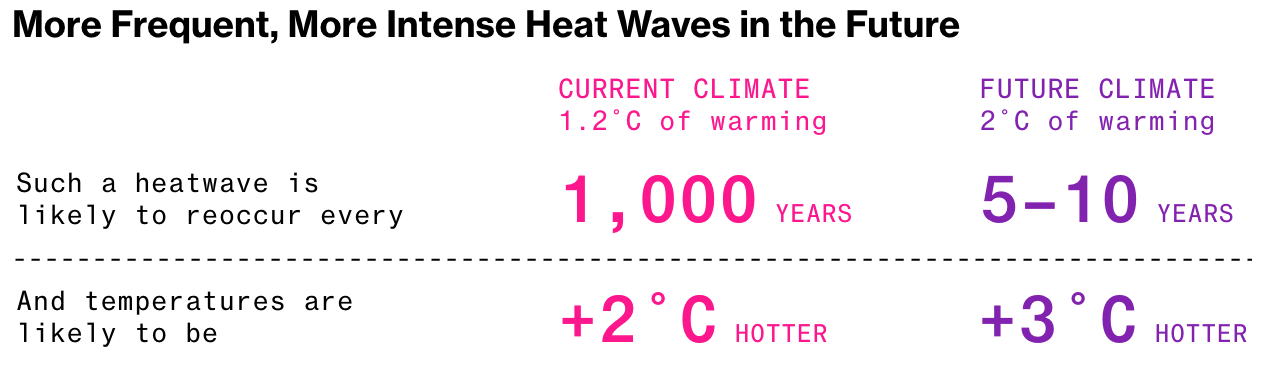 More Frequent, More Intense Heat Waves in the Future
CURRENT CLIMATE
1.2°C of warming
FUTURE CLIMATE
2°C of warming
Such a heatwave is
likely to reoccur every
1,000 YEARS
5–10 YEARS
And temperatures are
likely to be
+2°C HOTTER
+3°C HOTTER